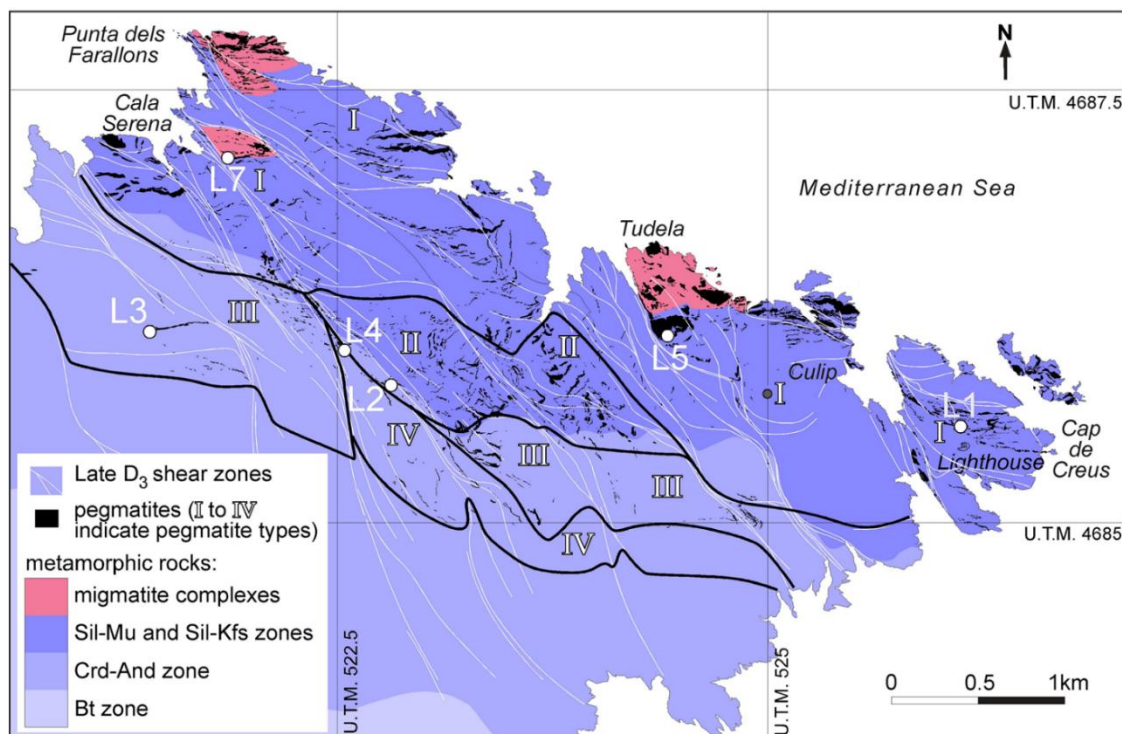 Punta dels
Farallons
N
U.T.M. 4687.5
Cala
Serena
I
L7
I
Mediterranean Sea
Tudela
III
L3
L4
II
II
L5
Culip
I
L2
L1
I
Cap
de
Creus
Lighthouse
IV
III
III
IV
U.T.M. 4685
Late D3 shear zones
pegmatites (I to IV
indicate pegmatite types)
metamorphic rocks:
migmatite complexes
Sil-Mu and Sil-Kfs zones
Crd-And zone
Bt zone
U.T.M. 522.5
U.T.M. 525
0 0.5 1km